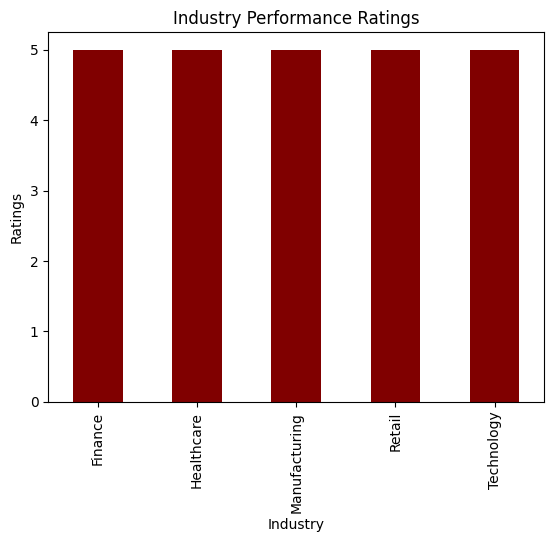 Industry Performance Ratings
5
4
3
2
1
0
Ratings
Finance
Healthcare
Manufacturing
Retail
Technology
Industry